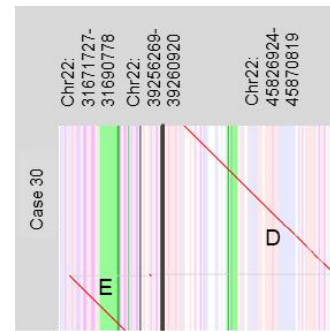 Chr22:
31671727-
31690778
Chr22:
39256269-
39260920
Chr22:
45826924-
45870819
Case 30
D
E